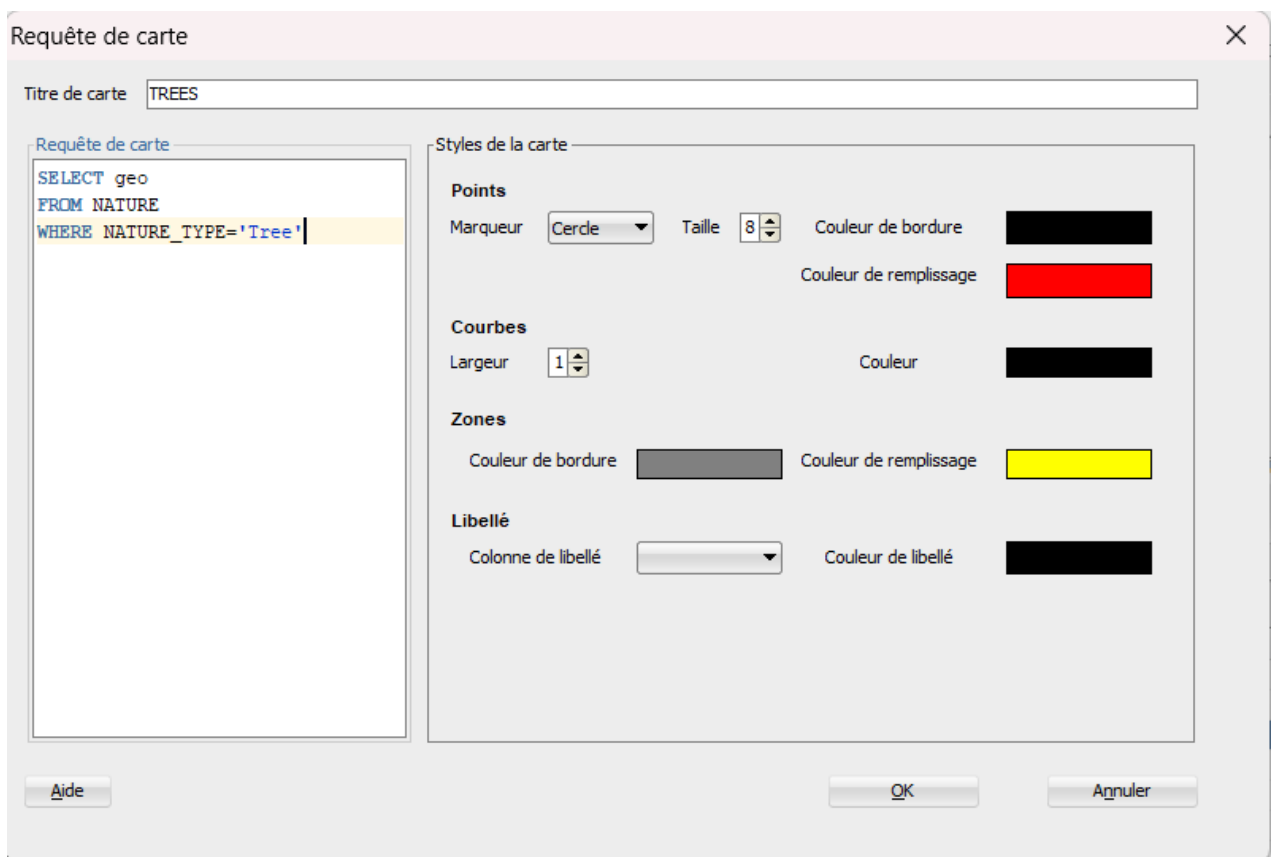 Requête de carte
Titre de carte TREES
Requête de carte
SELECT geo
FROM NATURE
WHERE NATURE_TYPE='Tree'
Styles de la carte
Points
Marqueur Cercle Taille 8 Couleur de bordure
Couleur de remplissage
Courbes
Largeur 1 Couleur
Zones
Couleur de bordure Couleur de remplissage
Libellé
Colonne de libellé Couleur de libellé
Aide OK Annuler